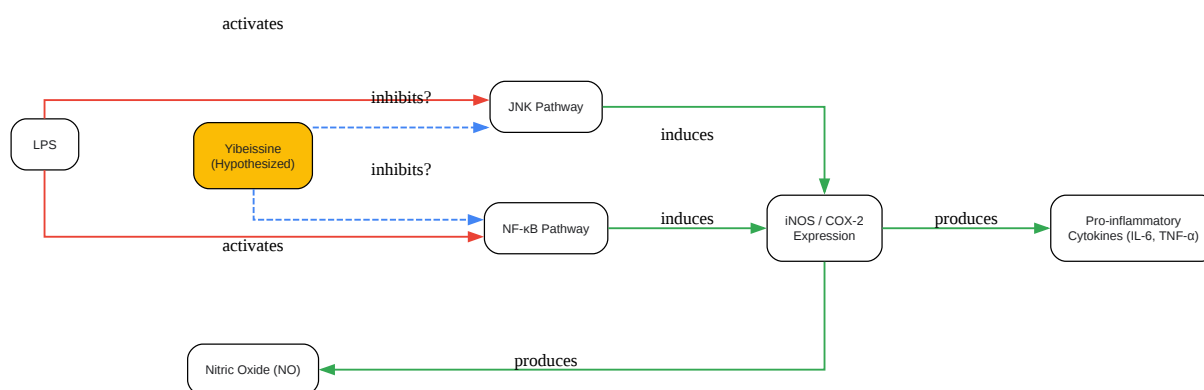 activates
inhibits?
JNK Pathway
LPS
Yibeissine
(Hypothesized)
induces
inhibits?
NF-κB Pathway
induces
iNOS / COX-2
Expression
produces
Pro-inflammatory
Cytokines (IL-6, TNF-α)
activates
Nitric Oxide (NO)
produces